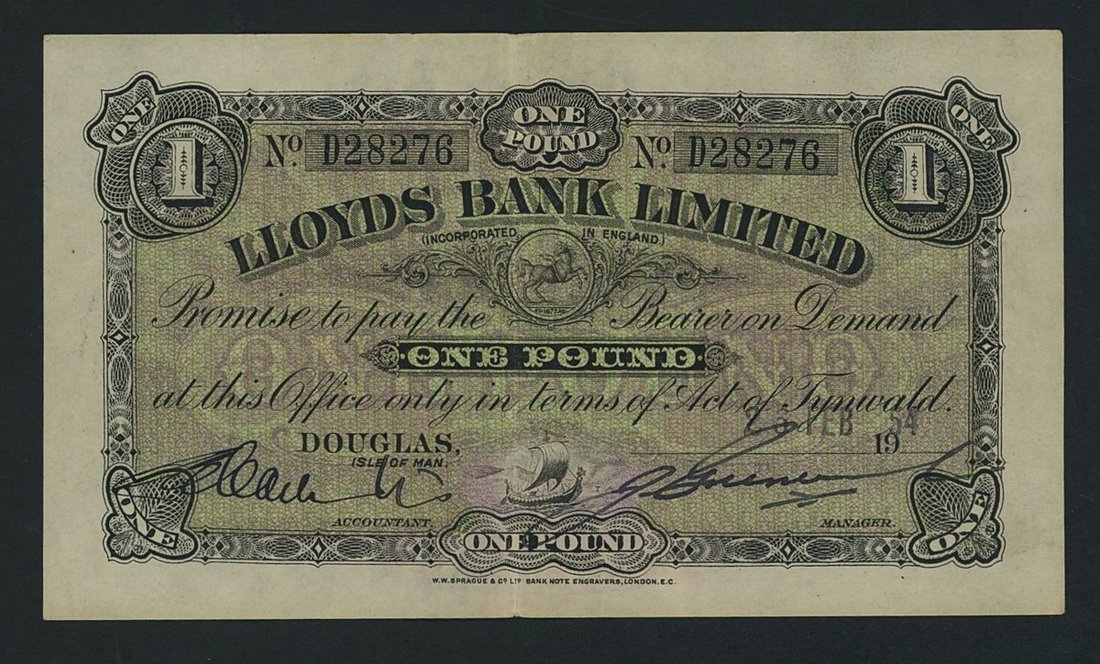 ONE
ONE
ONE POUND
1
1
Nº. D28276
Nº. D28276
LLOYDS BANK LIMITED
(INCORPORATED IN ENGLAND.)
Promise to pay the Bearer on Demand
ONE POUND
at this Office only in terms of Act of Tynwald.
DOUGLAS, FEB 1954
ISLE OF MAN.
ACCOUNTANT.
MANAGER.
ONE
ONE POUND
ONE
W.W. SPRAGUE & Cº Lᵀᴰ BANK NOTE ENGRAVERS, LONDON. E.C.